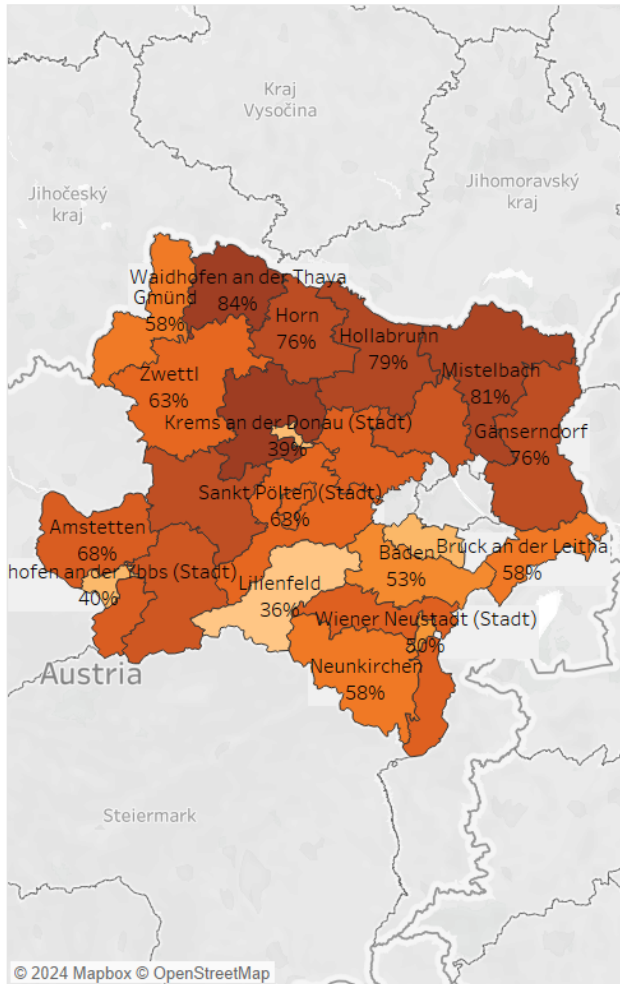 Kraj
Vysočina
Jihočeský
kraj
Jihomoravský
kraj
Waidhofen an der Thaya
84%
Gmünd
58%
Horn
76%
Hollabrunn
79%
Mistelbach
81%
Zwettl
63%
Krems an der Donau (Stadt)
39%
Gänserndorf
76%
Sankt Pölten (Stadt)
63%
Amstetten
68%
hofen an der Ybbs (Stadt)
40%
Lilienfeld
36%
Baden
53%
Bruck an der Leitha
58%
Wiener Neustadt (Stadt)
50%
Neunkirchen
58%
Austria
Steiermark
© 2024 Mapbox © OpenStreetMap